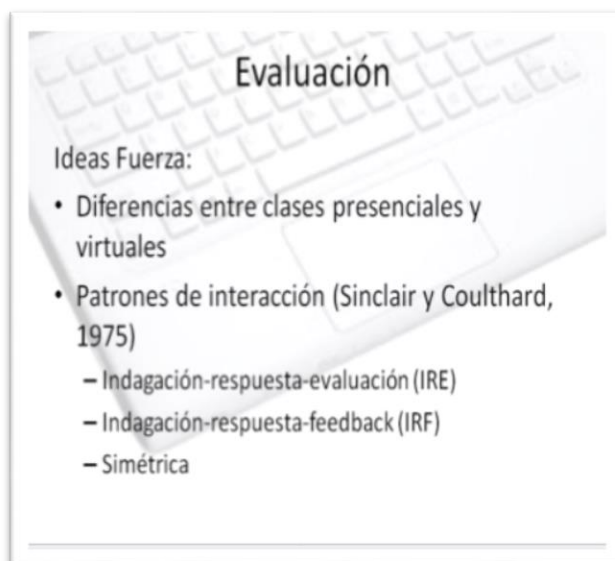 Evaluación
Ideas Fuerza:
• Diferencias entre clases presenciales y
virtuales
• Patrones de interacción (Sinclair y Coulthard,
1975)
– Indagación-respuesta-evaluación (IRE)
– Indagación-respuesta-feedback (IRF)
– Simétrica